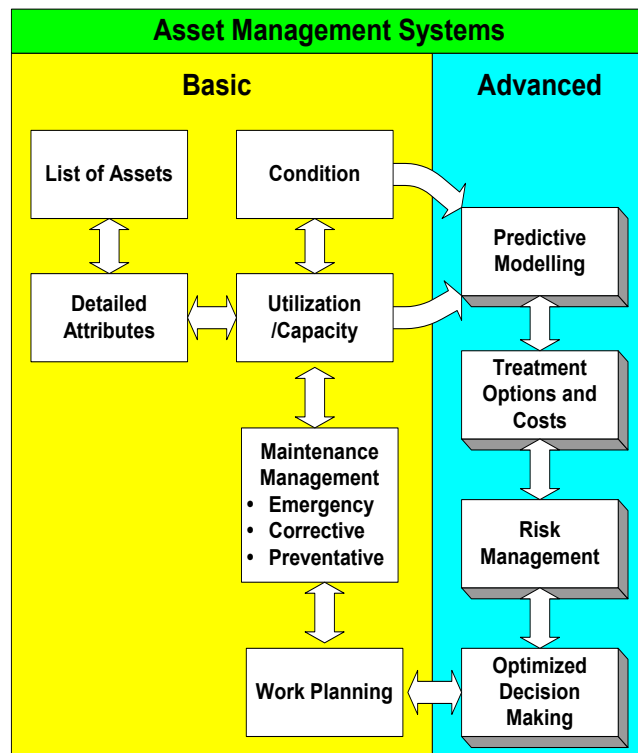 Asset Management Systems
Basic
Advanced
List of Assets
Condition
Predictive
Modelling
Detailed
Attributes
Utilization
/Capacity
Treatment
Options and
Costs
Maintenance
Management
• Emergency
• Corrective
• Preventative
Risk
Management
Work Planning
Optimized
Decision
Making